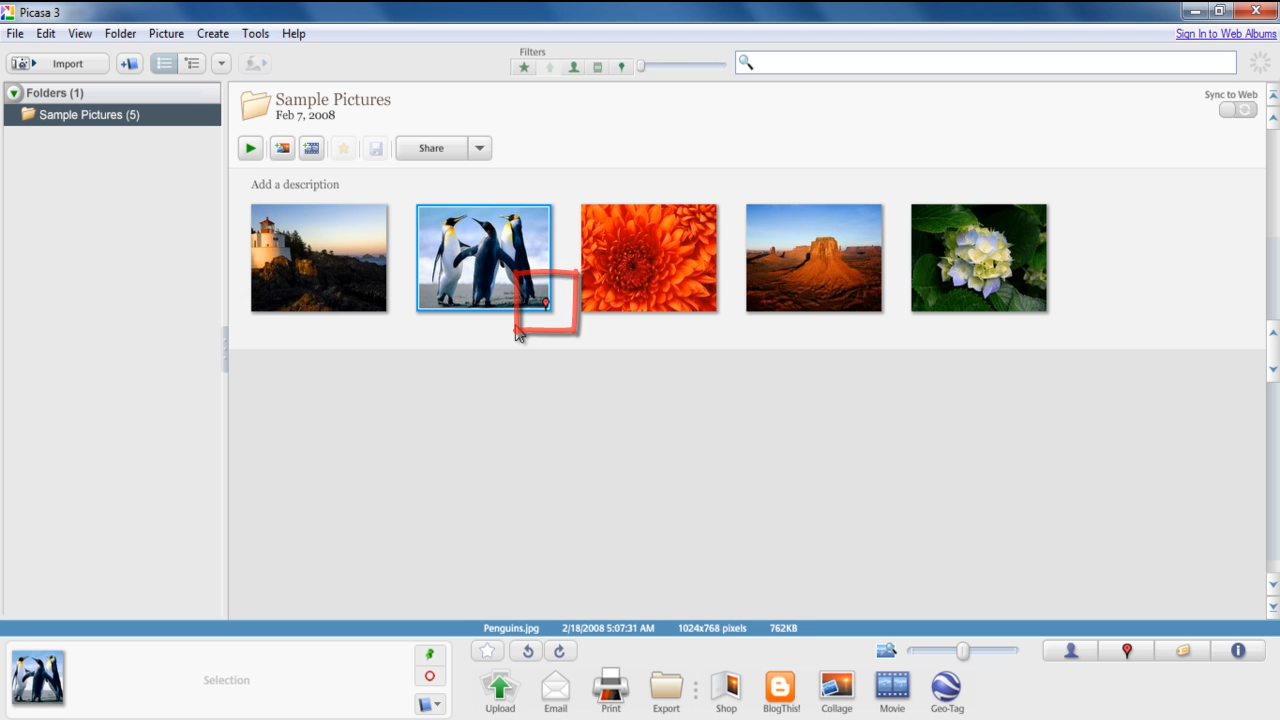 Picasa 3
File Edit View Folder Picture Create Tools Help
Sign In to Web Albums
Import
Filters
Folders (1)
Sample Pictures (5)
Sample Pictures
Feb 7, 2008
Sync to Web
Share
Add a description
Penguins.jpg 2/18/2008 5:07:31 AM 1024x768 pixels 762KB
Selection
Upload Email Print Export Shop BlogThis! Collage Movie Geo-Tag